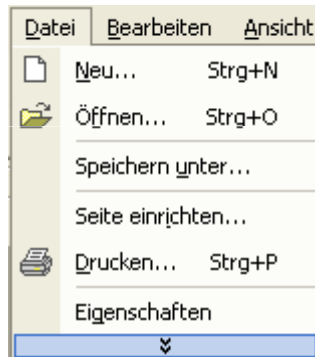 Datei Bearbeiten Ansicht
Neu... Strg+N
Öffnen... Strg+O
Speichern unter...
Seite einrichten...
Drucken... Strg+P
Eigenschaften